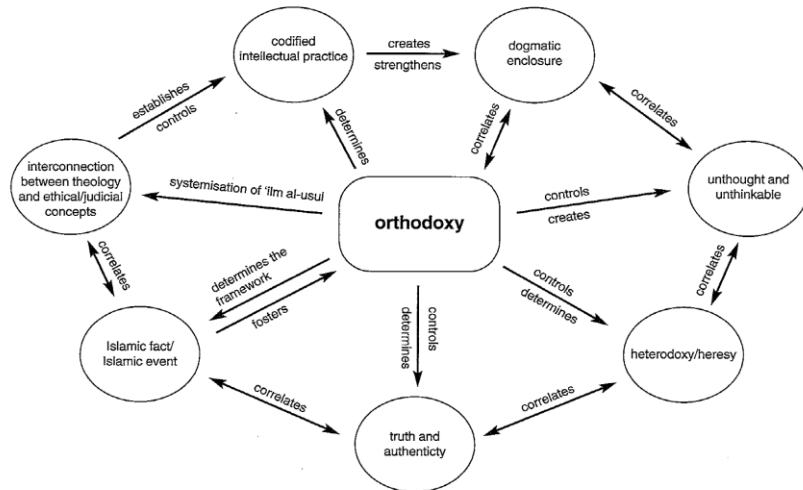 codified
intellectual practice
creates
strengthens
dogmatic
enclosure
establishes
controls
determines
correlates
correlates
interconnection
between theology
and ethical/judicial
concepts
systemisation of 'ilm al-usul
orthodoxy
controls
creates
unthought and
unthinkable
correlates
determines the
framework
fosters
controls
determines
controls
determines
correlates
Islamic fact/
Islamic event
heterodoxy/heresy
correlates
correlates
truth and
authenticty